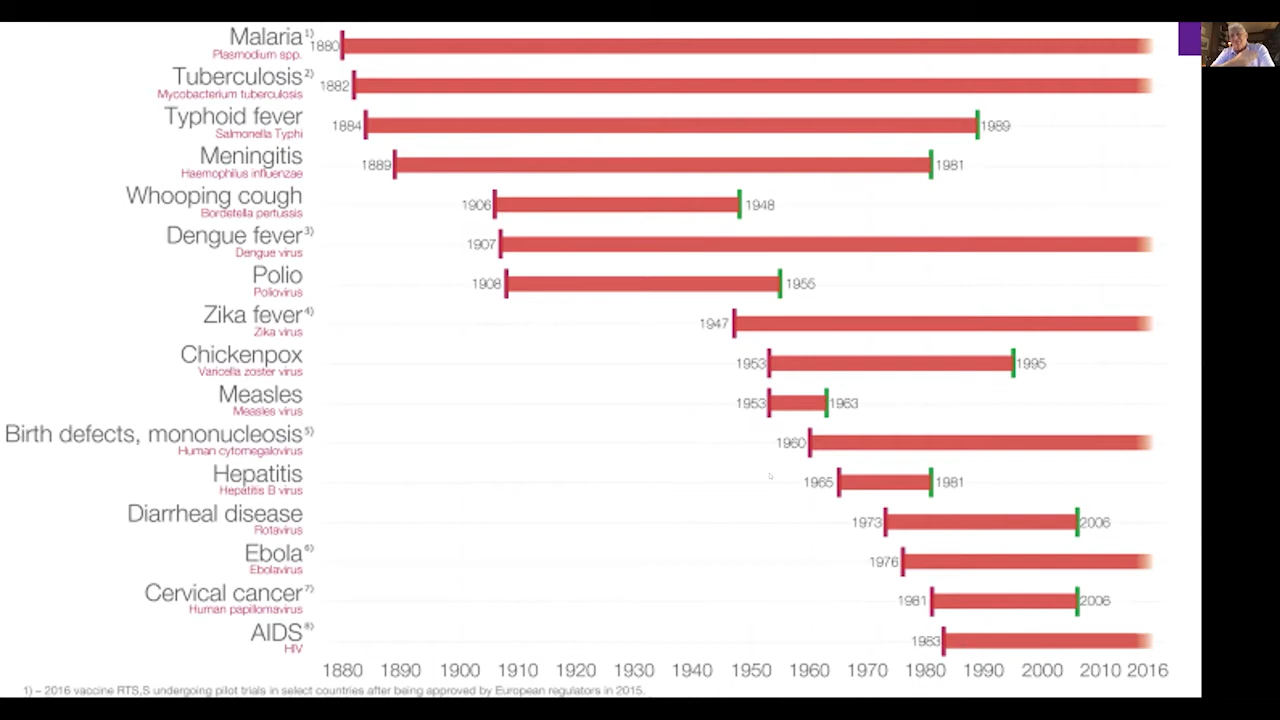 Malaria 1)
Plasmodium spp.
1880
Tuberculosis 2)
Mycobacterium tuberculosis
1882
Typhoid fever
Salmonella Typhi
1884 1989
Meningitis
Haemophilus influenzae
1889 1981
Whooping cough
Bordetella pertussis
1906 1948
Dengue fever 3)
Dengue virus
1907
Polio
Poliovirus
1908 1955
Zika fever 4)
Zika virus
1947
Chickenpox
Varicella zoster virus
1953 1995
Measles
Measles virus
1953 1963
Birth defects, mononucleosis 5)
Human cytomegalovirus
1960
Hepatitis
Hepatitis B virus
1965 1981
Diarrheal disease
Rotavirus
1973 2006
Ebola 6)
Ebolavirus
1976
Cervical cancer 7)
Human papillomavirus
1981 2006
AIDS 8)
HIV
1983
1880 1890 1900 1910 1920 1930 1940 1950 1960 1970 1980 1990 2000 2010 2016
1) – 2016 vaccine RTS,S undergoing pilot trials in select countries after being approved by European regulators in 2015.